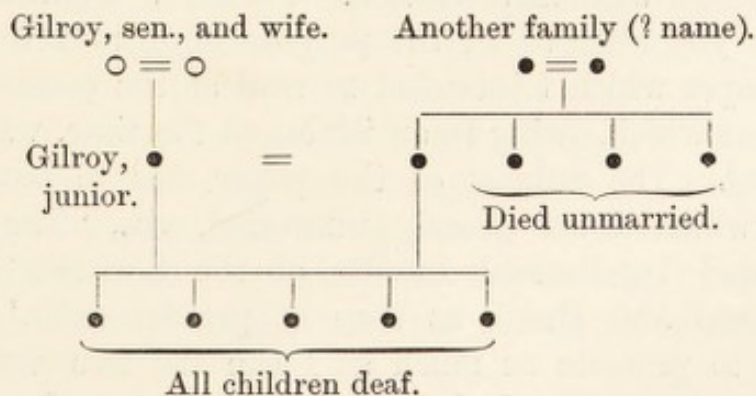 Gilroy, sen., and wife. Another family (? name).
Gilroy,
junior.
Died unmarried.
All children deaf.